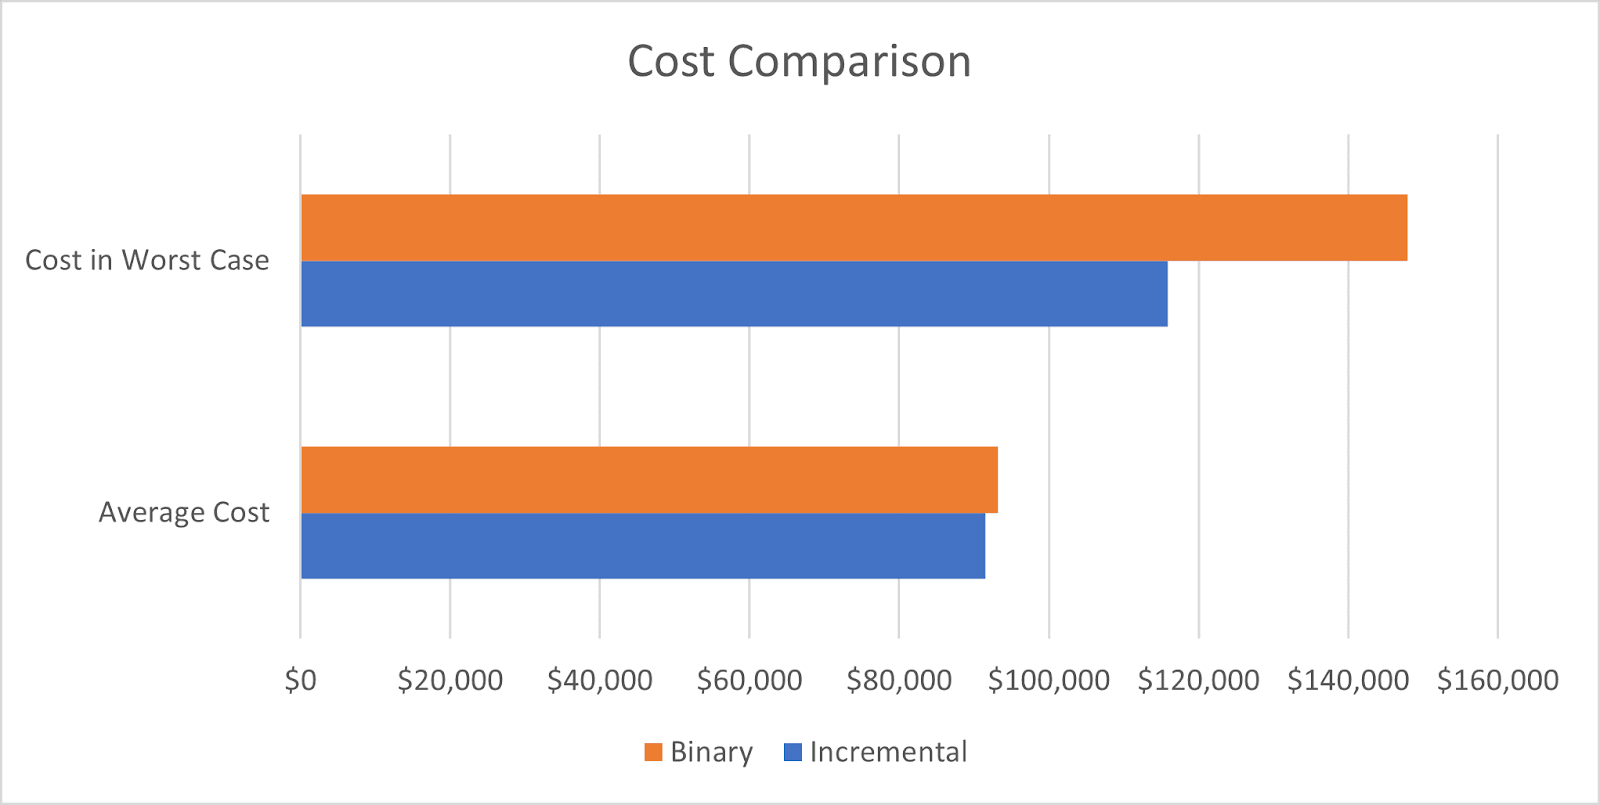 Cost Comparison
Cost in Worst Case
Average Cost
$0 $20,000 $40,000 $60,000 $80,000 $100,000 $120,000 $140,000 $160,000
Binary Incremental